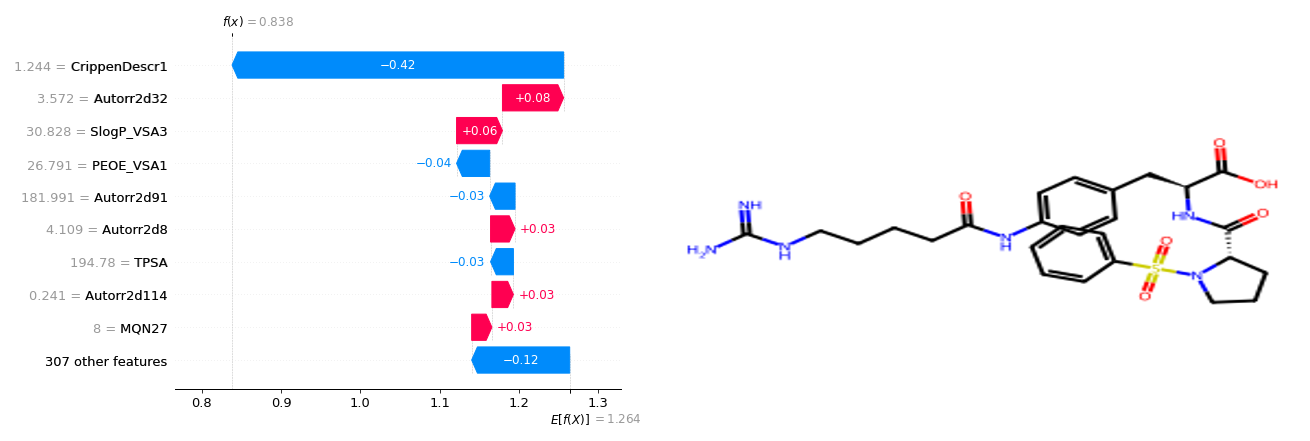 f(x) = 0.838
1.244 = CrippenDescr1
−0.42
3.572 = Autorr2d32
+0.08
30.828 = SlogP_VSA3
+0.06
26.791 = PEOE_VSA1
−0.04
181.991 = Autorr2d91
−0.03
4.109 = Autorr2d8
+0.03
194.78 = TPSA
−0.03
0.241 = Autorr2d114
+0.03
8 = MQN27
+0.03
307 other features
−0.12
0.8 0.9 1.0 1.1 1.2 1.3
E[f(X)] = 1.264
O
OH
NH
O
HN
O
H₂N
N
H
N
H
O
S
N
O